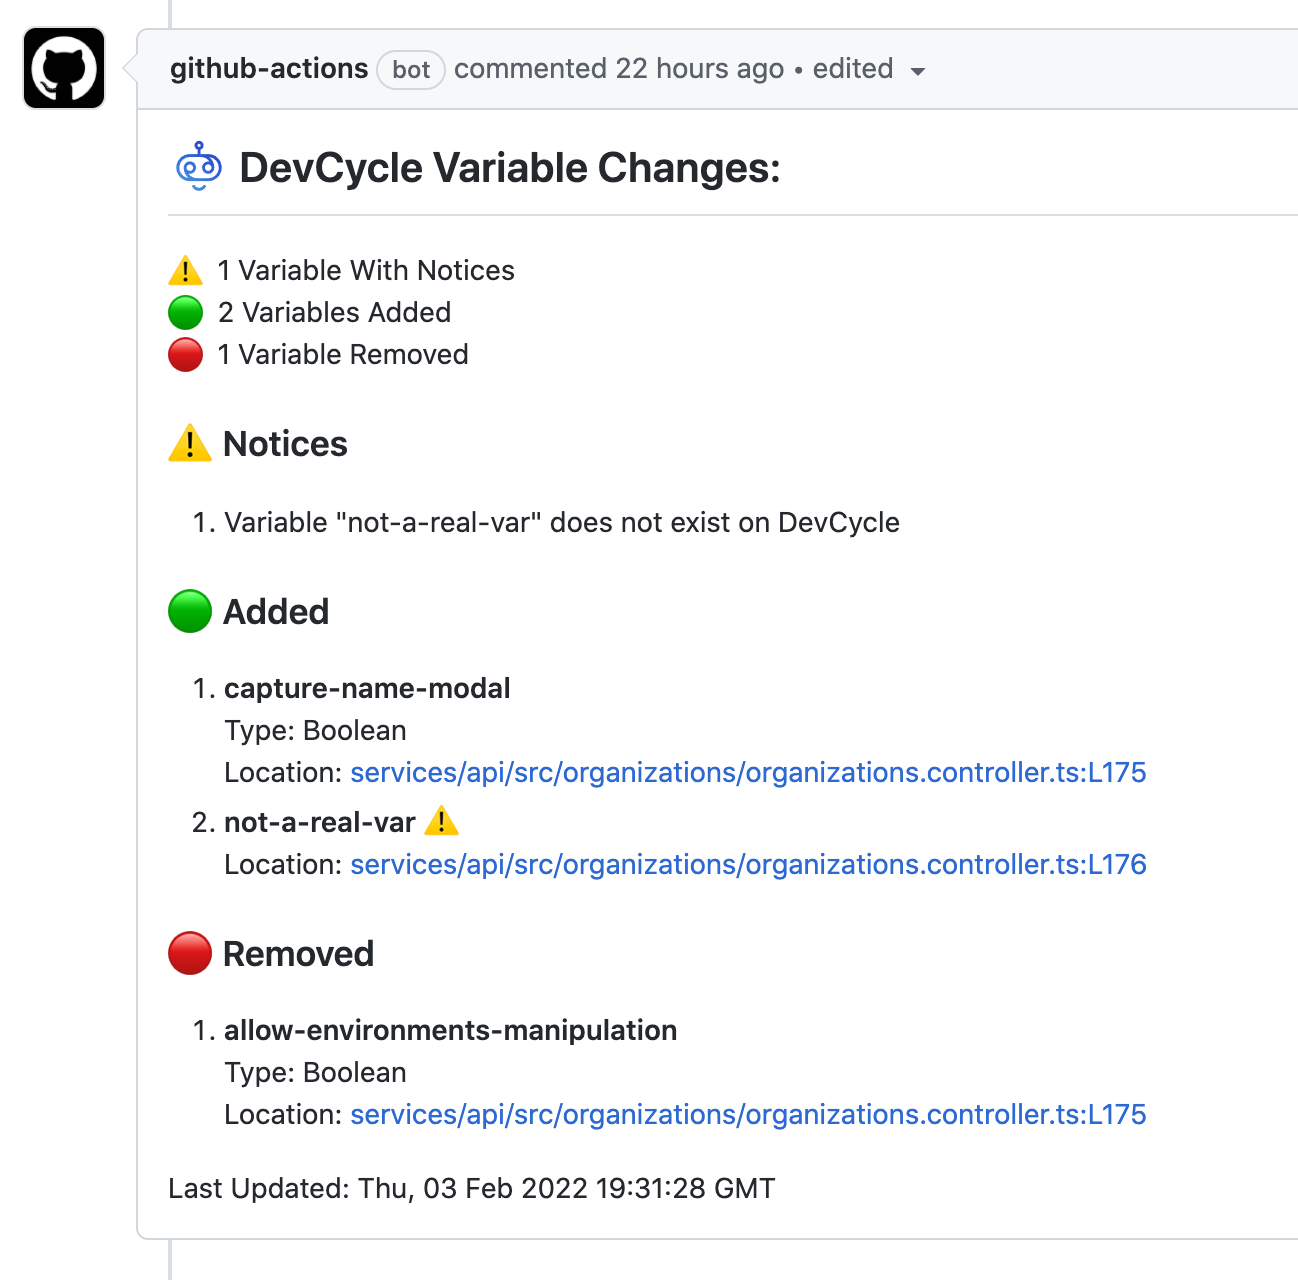 github-actions bot commented 22 hours ago • edited
DevCycle Variable Changes:
⚠️ 1 Variable With Notices
🟢 2 Variables Added
🔴 1 Variable Removed
⚠️ Notices
1. Variable "not-a-real-var" does not exist on DevCycle
🟢 Added
1. capture-name-modal
Type: Boolean
Location: services/api/src/organizations/organizations.controller.ts:L175
2. not-a-real-var ⚠️
Location: services/api/src/organizations/organizations.controller.ts:L176
🔴 Removed
1. allow-environments-manipulation
Type: Boolean
Location: services/api/src/organizations/organizations.controller.ts:L175
Last Updated: Thu, 03 Feb 2022 19:31:28 GMT